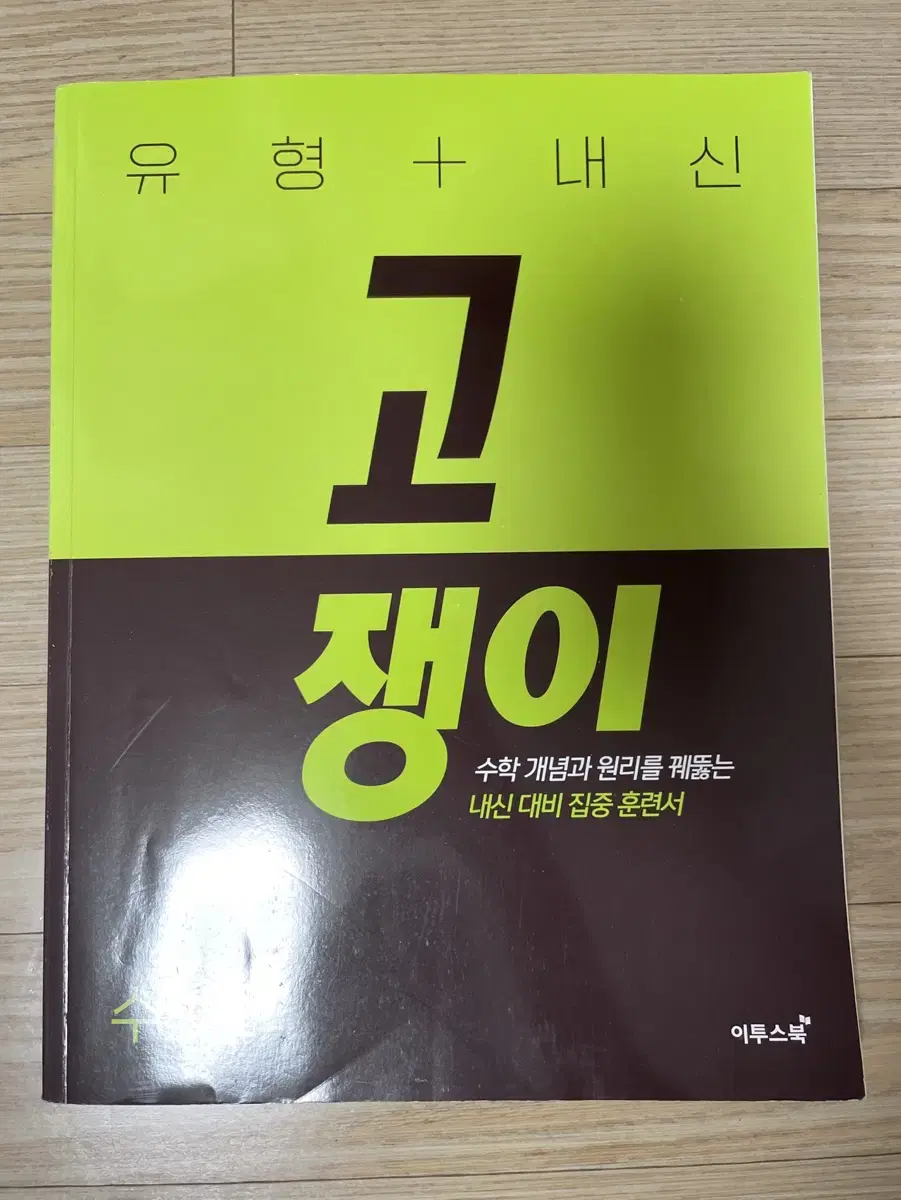 유형+내신
고
쟁이
수학 개념과 원리를 꿰뚫는
내신 대비 집중 훈련서
이투스북